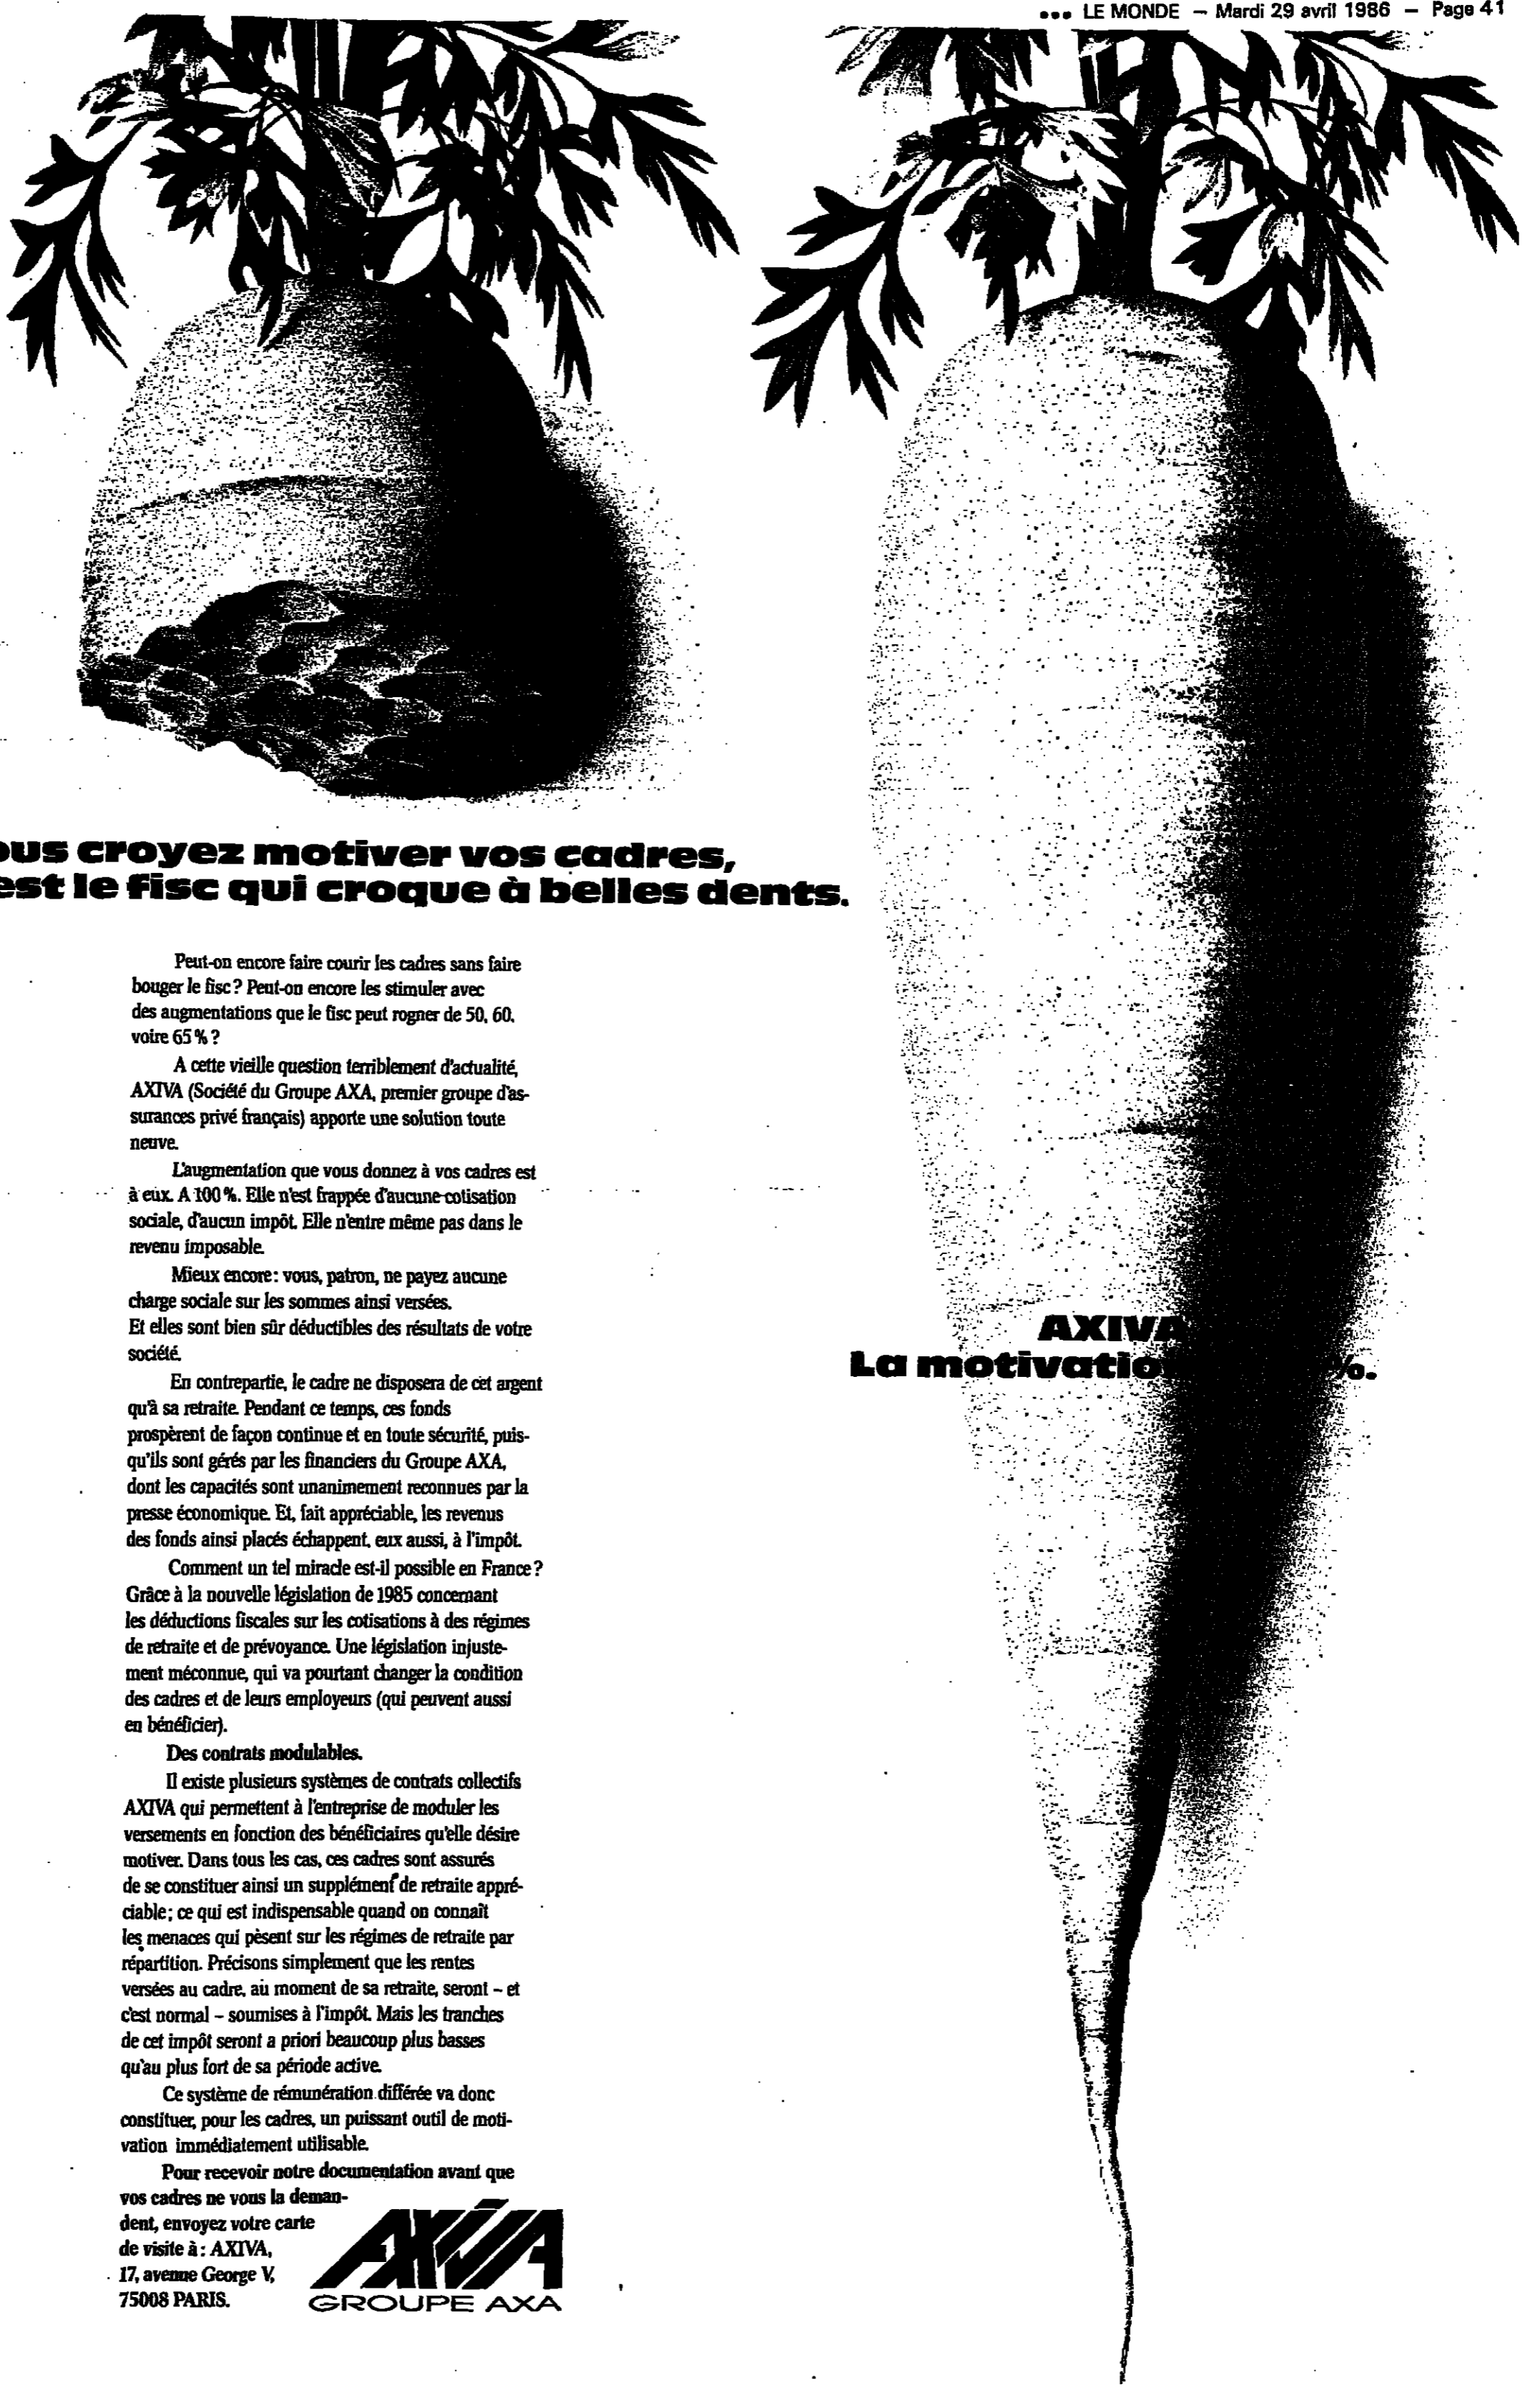 ••• LE MONDE – Mardi 29 avril 1986 – Page 41
ous croyez motiver vos cadres,
est le fisc qui croque à belles dents.
Peut-on encore faire courir les cadres sans faire
bouger le fisc? Peut-on encore les stimuler avec
des augmentations que le fisc peut rogner de 50, 60,
voire 65%?
A cette vieille question terriblement d'actualité,
AXIVA (Société du Groupe AXA, premier groupe d'as-
surances privé français) apporte une solution toute
neuve.
L'augmentation que vous donnez à vos cadres est
à eux. A 100%. Elle n'est frappée d'aucune cotisation
sociale, d'aucun impôt. Elle n'entre même pas dans le
revenu imposable.
Mieux encore: vous, patron, ne payez aucune
charge sociale sur les sommes ainsi versées.
Et elles sont bien sûr déductibles des résultats de votre
société.
En contrepartie, le cadre ne disposera de cet argent
qu'à sa retraite. Pendant ce temps, ces fonds
prospèrent de façon continue et en toute sécurité, puis-
qu'ils sont gérés par les financiers du Groupe AXA,
dont les capacités sont unanimement reconnues par la
presse économique. Et, fait appréciable, les revenus
des fonds ainsi placés échappent, eux aussi, à l'impôt.
Comment un tel miracle est-il possible en France?
Grâce à la nouvelle législation de 1985 concernant
les déductions fiscales sur les cotisations à des régimes
de retraite et de prévoyance. Une législation injuste-
ment méconnue, qui va pourtant changer la condition
des cadres et de leurs employeurs (qui peuvent aussi
en bénéficier).
Des contrats modulables.
Il existe plusieurs systèmes de contrats collectifs
AXIVA qui permettent à l'entreprise de moduler les
versements en fonction des bénéficiaires qu'elle désire
motiver. Dans tous les cas, ces cadres sont assurés
de se constituer ainsi un supplément de retraite appré-
ciable; ce qui est indispensable quand on connaît
les menaces qui pèsent sur les régimes de retraite par
répartition. Précisons simplement que les rentes
versées au cadre, au moment de sa retraite, seront – et
c'est normal – soumises à l'impôt. Mais les tranches
de cet impôt seront a priori beaucoup plus basses
qu'au plus fort de sa période active.
Ce système de rémunération différée va donc
constituer, pour les cadres, un puissant outil de moti-
vation immédiatement utilisable.
Pour recevoir notre documentation avant que
vos cadres ne vous la deman-
dent, envoyez votre carte
de visite à: AXIVA,
17, avenue George V,
75008 PARIS.
AXIVA
GROUPE AXA
AXIVA
La motivatio %.